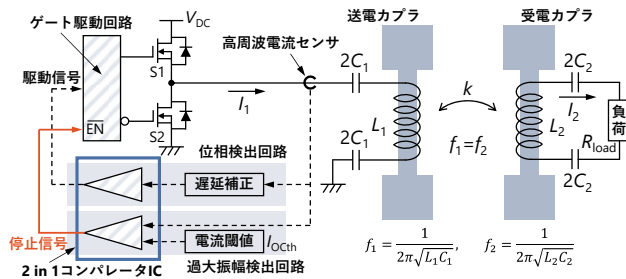 ゲート駆動回路
V_DC
送電カプラ
受電カプラ
高周波電流センサ
2C_1
2C_2
駆動信号
S1
I_1
k
I_2
負荷
S2
L_1
L_2
EN
2C_1
f_1=f_2
R_load
2C_2
位相検出回路
遅延補正
停止信号
電流閾値
I_OCth
2 in 1コンパレータIC
過大振幅検出回路
f_1 = 1/(2π√(L_1C_1)), f_2 = 1/(2π√(L_2C_2))